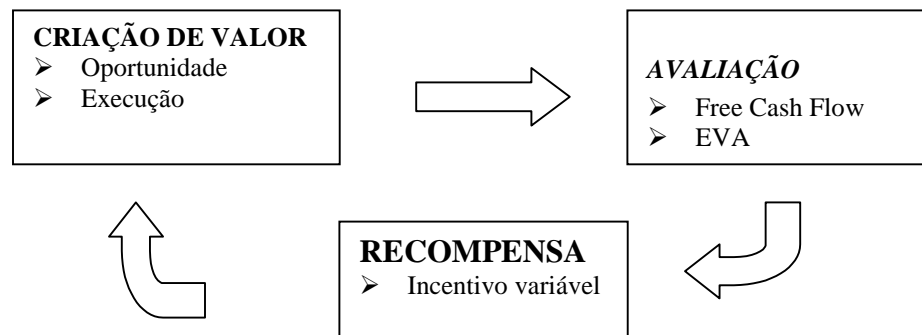 CRIAÇÃO DE VALOR
➢ Oportunidade
➢ Execução
AVALIAÇÃO
➢ Free Cash Flow
➢ EVA
RECOMPENSA
➢ Incentivo variável